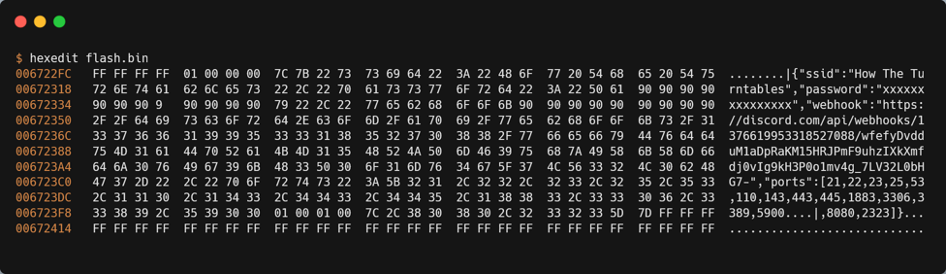 $ hexedit flash.bin
006722FC FF FF FF FF 01 00 00 00 7C 7B 22 73 73 69 64 22 3A 22 48 6F 77 20 54 68 65 20 54 75 ........|{"ssid":"How The Tu
00672318 72 6E 74 61 62 6C 65 73 22 2C 22 70 61 73 73 77 6F 72 64 22 3A 22 50 61 90 90 90 90 rntables","password":"xxxxxx
00672334 90 90 90 9 90 90 90 90 79 22 2C 22 77 65 62 68 6F 6F 6B 90 90 90 90 90 90 90 90 90 xxxxxxxxxx","webhook":"https:
00672350 2F 2F 64 69 73 63 6F 72 64 2E 63 6F 6D 2F 61 70 69 2F 77 65 62 68 6F 6F 6B 73 2F 31 //discord.com/api/webhooks/1
0067236C 33 37 36 36 31 39 39 35 33 33 31 38 35 32 37 30 38 38 2F 77 66 65 66 79 44 76 64 64 376619953318527088/wfefyDvdd
00672388 75 4D 31 61 44 70 52 61 4B 4D 31 35 48 52 4A 50 6D 46 39 75 68 7A 49 58 6B 58 6D 66 uM1aDpRaKM15HRJPmF9uhzIXkXmf
006723A4 64 6A 30 76 49 67 39 6B 48 33 50 30 6F 31 6D 76 34 67 5F 37 4C 56 33 32 4C 30 62 48 dj0vIg9kH3P0o1mv4g_7LV32L0bH
006723C0 47 37 2D 22 2C 22 70 6F 72 74 73 22 3A 5B 32 31 2C 32 32 2C 32 33 2C 32 35 2C 35 33 G7-","ports":[21,22,23,25,53
006723DC 2C 31 31 30 2C 31 34 33 2C 34 34 33 2C 34 34 35 2C 31 38 38 33 2C 33 33 30 36 2C 33 ,110,143,443,445,1883,3306,3
006723F8 33 38 39 2C 35 39 30 30 01 00 01 00 7C 2C 38 30 38 30 2C 32 33 32 33 5D 7D FF FF FF 389,5900....|,8080,2323]}...
00672414 FF FF FF FF FF FF FF FF FF FF FF FF FF FF FF FF FF FF FF FF FF FF FF FF FF FF FF FF ............................